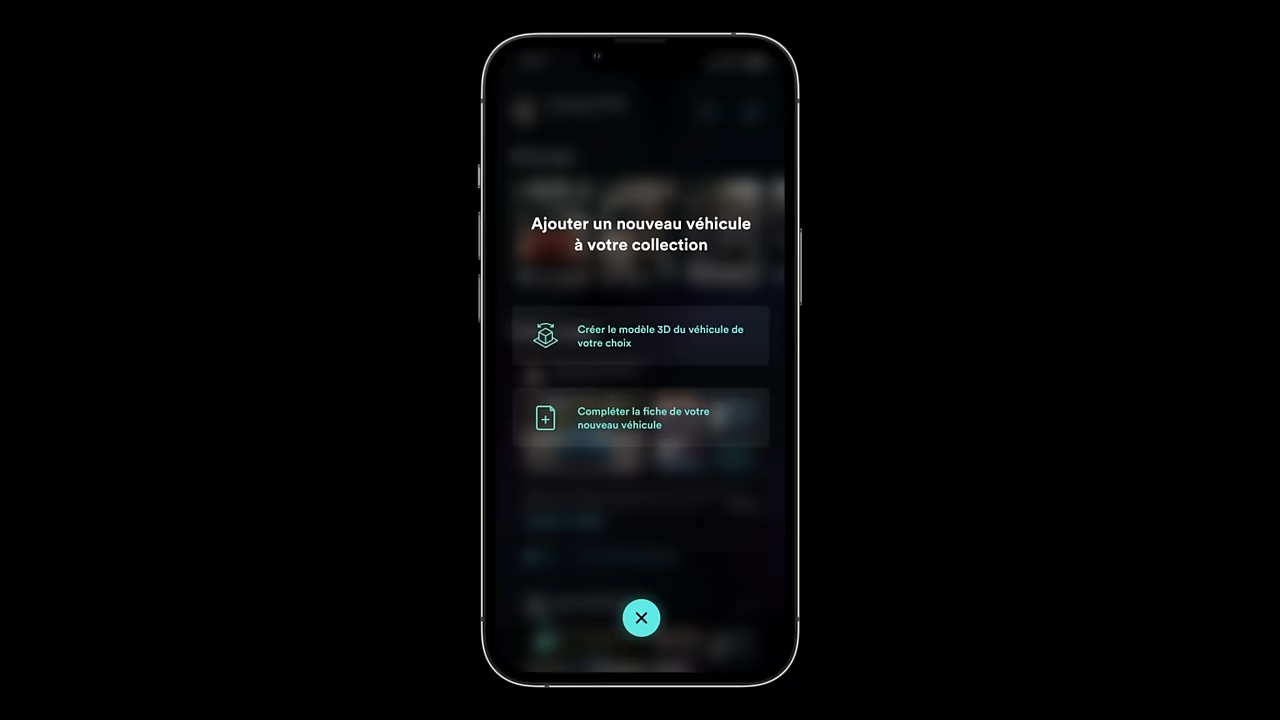 Ajouter un nouveau véhicule
à votre collection
Créer le modèle 3D du véhicule de
votre choix
Compléter la fiche de votre
nouveau véhicule